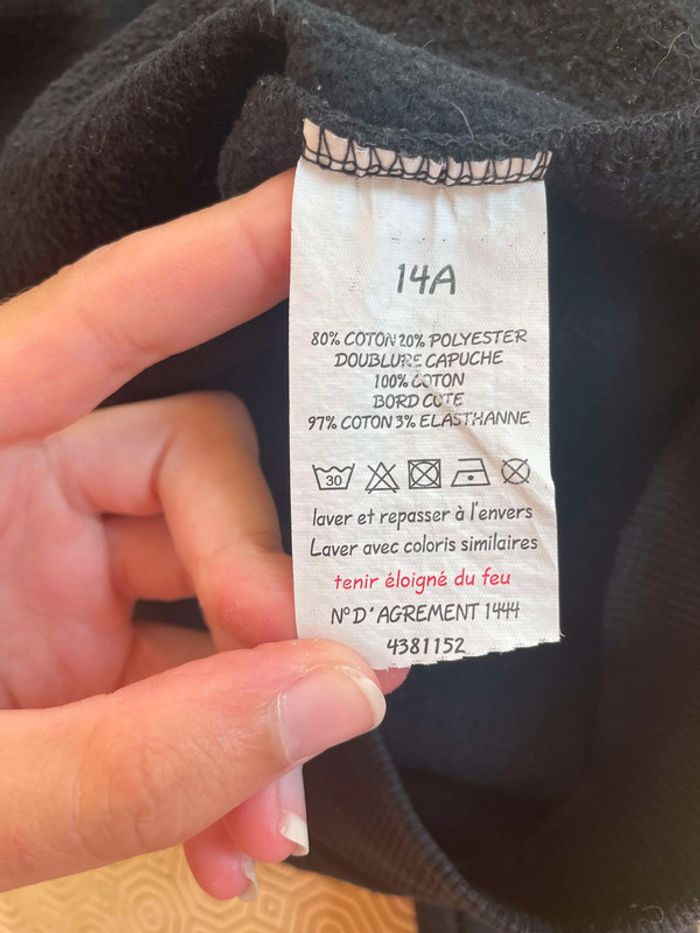 14A
80% COTON 20% POLYESTER
DOUBLURE CAPUCHE
100% COTON
BORD COTE
97% COTON 3% ELASTHANNE
30
laver et repasser à l'envers
Laver avec coloris similaires
tenir éloigné du feu
N°D'AGREMENT 1444
4381152